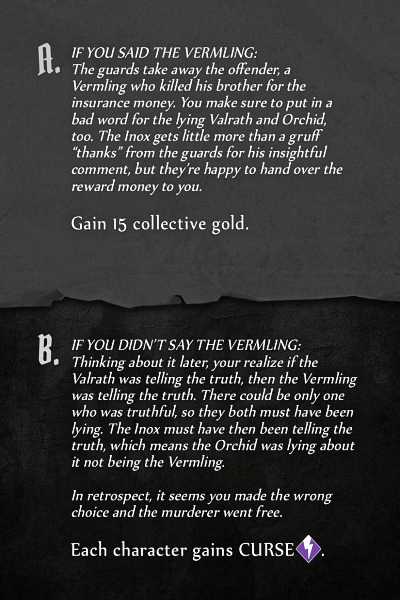 A.
IF YOU SAID THE VERMLING:
The guards take away the offender, a
Vermling who killed his brother for the
insurance money. You make sure to put in a
bad word for the lying Valrath and Orchid,
too. The Inox gets little more than a gruff
“thanks” from the guards for his insightful
comment, but they’re happy to hand over the
reward money to you.
Gain 15 collective gold.
B.
IF YOU DIDN’T SAY THE VERMLING:
Thinking about it later, your realize if the
Valrath was telling the truth, then the Vermling
was telling the truth. There could be only one
who was truthful, so they both must have been
lying. The Inox must have then been telling the
truth, which means the Orchid was lying about
it not being the Vermling.
In retrospect, it seems you made the wrong
choice and the murderer went free.
Each character gains CURSE.